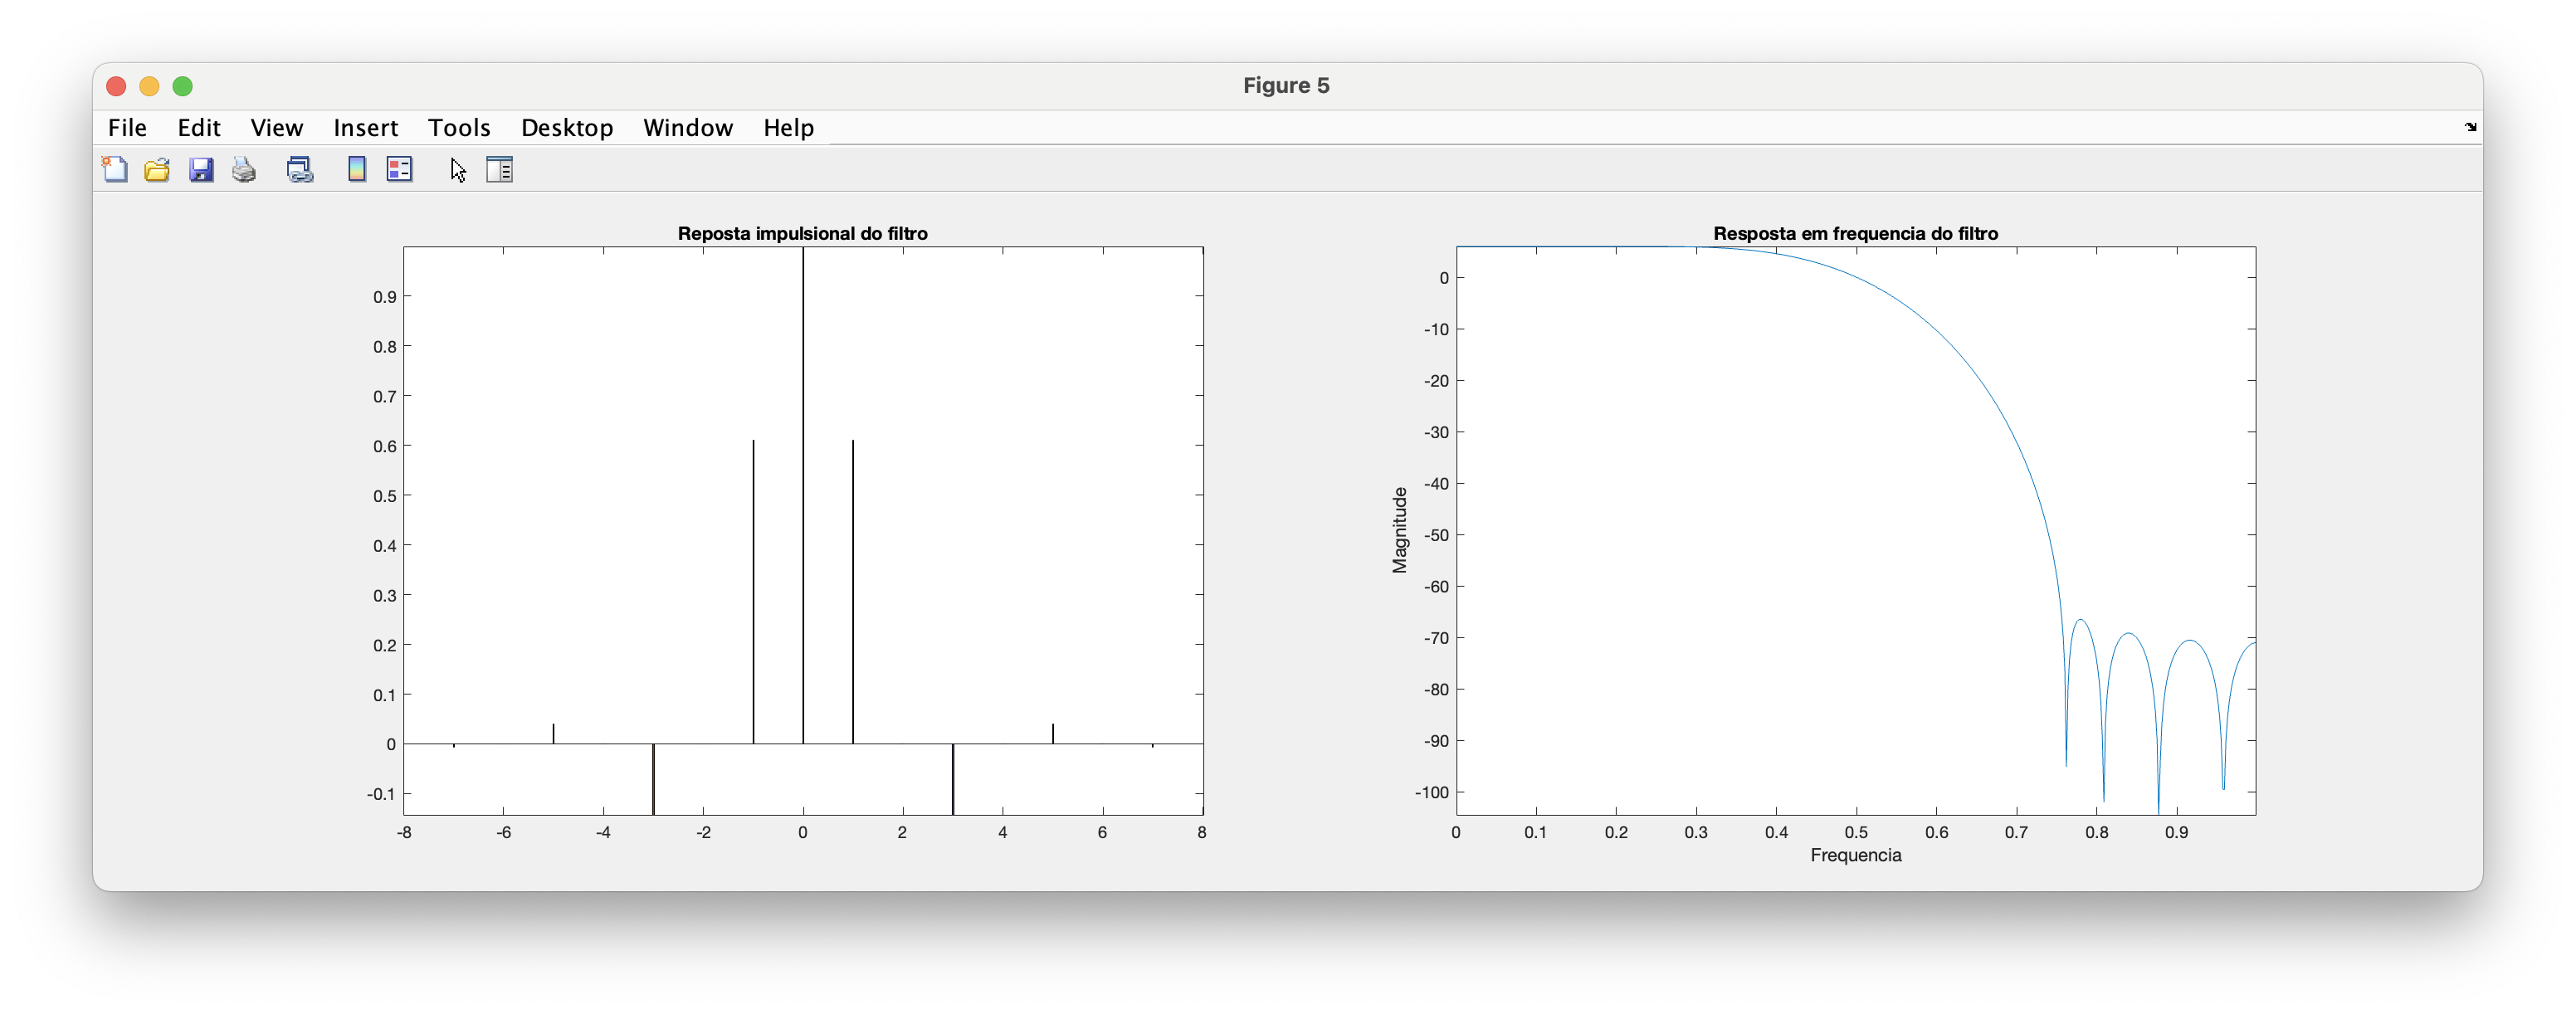 Figure 5
File Edit View Insert Tools Desktop Window Help
Reposta impulsional do filtro
0.9
0.8
0.7
0.6
0.5
0.4
0.3
0.2
0.1
0
-0.1
-8 -6 -4 -2 0 2 4 6 8
Resposta em frequencia do filtro
Magnitude
0
-10
-20
-30
-40
-50
-60
-70
-80
-90
-100
0 0.1 0.2 0.3 0.4 0.5 0.6 0.7 0.8 0.9
Frequencia